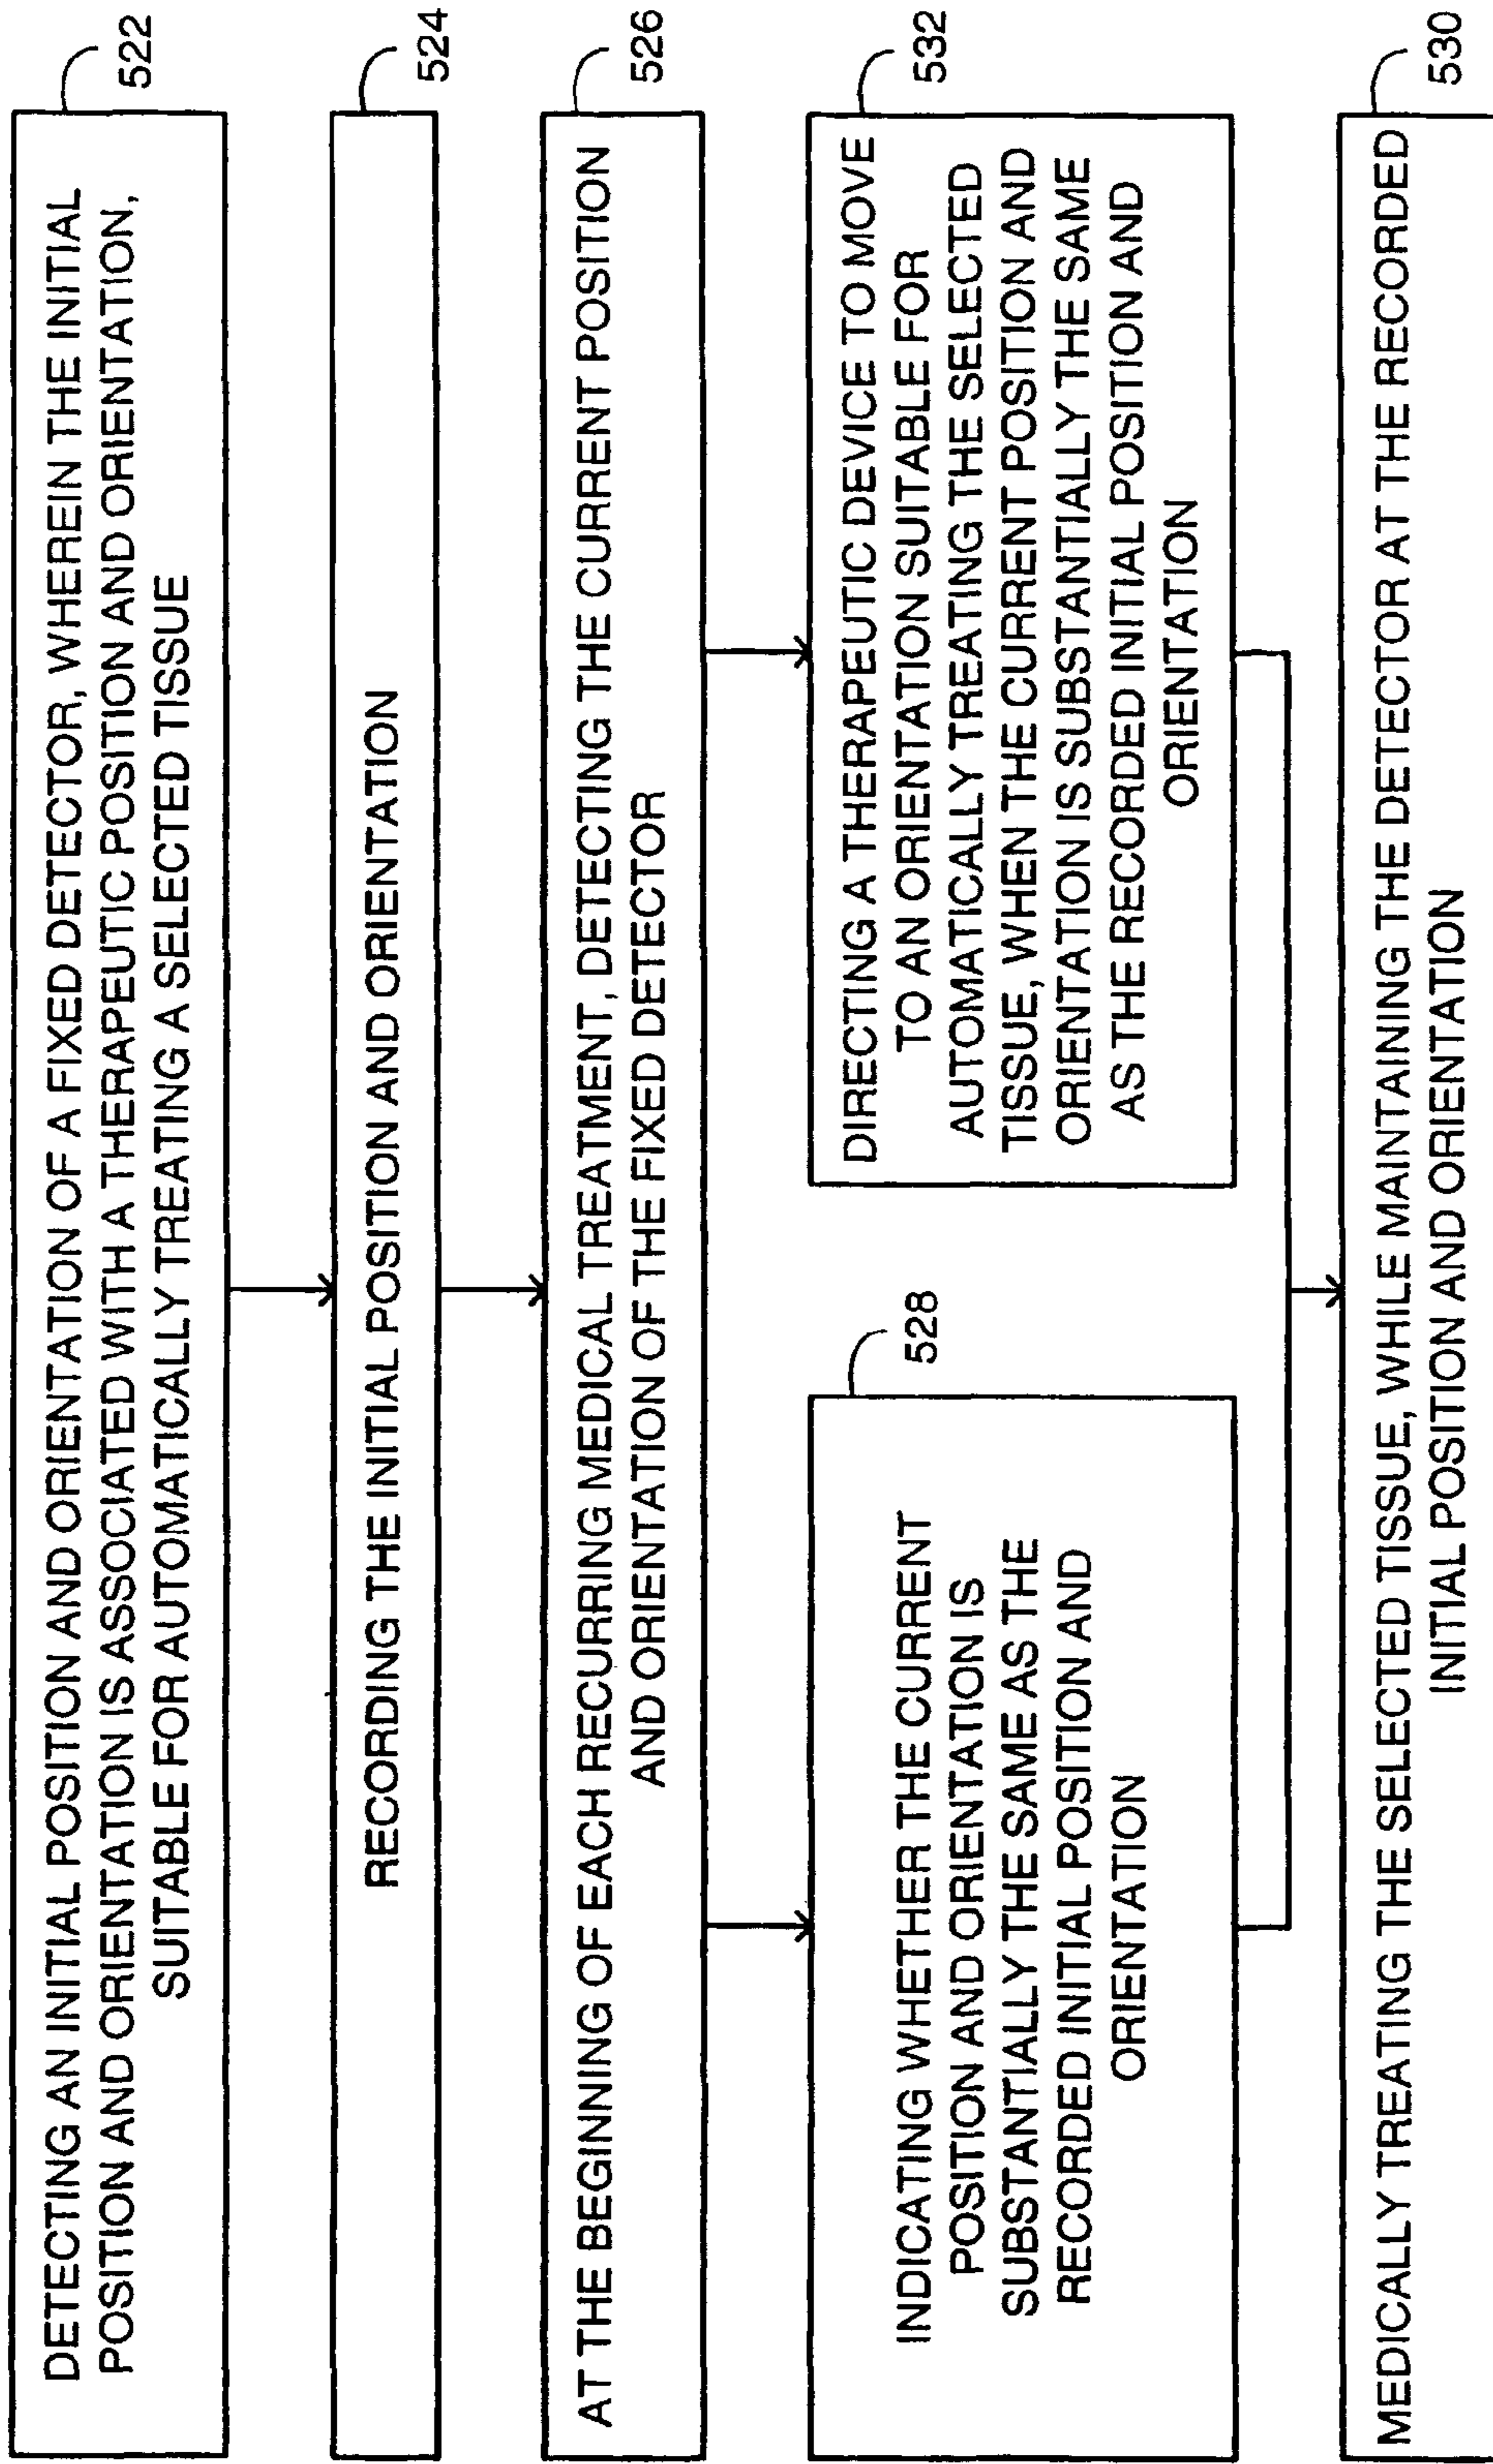 DETECTING AN INITIAL POSITION AND ORIENTATION OF A FIXED DETECTOR, WHEREIN THE INITIAL
POSITION AND ORIENTATION IS ASSOCIATED WITH A THERAPEUTIC POSITION AND ORIENTATION,
SUITABLE FOR AUTOMATICALLY TREATING A SELECTED TISSUE
522
RECORDING THE INITIAL POSITION AND ORIENTATION
524
AT THE BEGINNING OF EACH RECURRING MEDICAL TREATMENT, DETECTING THE CURRENT POSITION
AND ORIENTATION OF THE FIXED DETECTOR
526
INDICATING WHETHER THE CURRENT
POSITION AND ORIENTATION IS
SUBSTANTIALLY THE SAME AS THE
RECORDED INITIAL POSITION AND
ORIENTATION
528
DIRECTING A THERAPEUTIC DEVICE TO MOVE
TO AN ORIENTATION SUITABLE FOR
AUTOMATICALLY TREATING THE SELECTED
TISSUE, WHEN THE CURRENT POSITION AND
ORIENTATION IS SUBSTANTIALLY THE SAME
AS THE RECORDED INITIAL POSITION AND
ORIENTATION
532
MEDICALLY TREATING THE SELECTED TISSUE, WHILE MAINTAINING THE DETECTOR AT THE RECORDED
INITIAL POSITION AND ORIENTATION
530